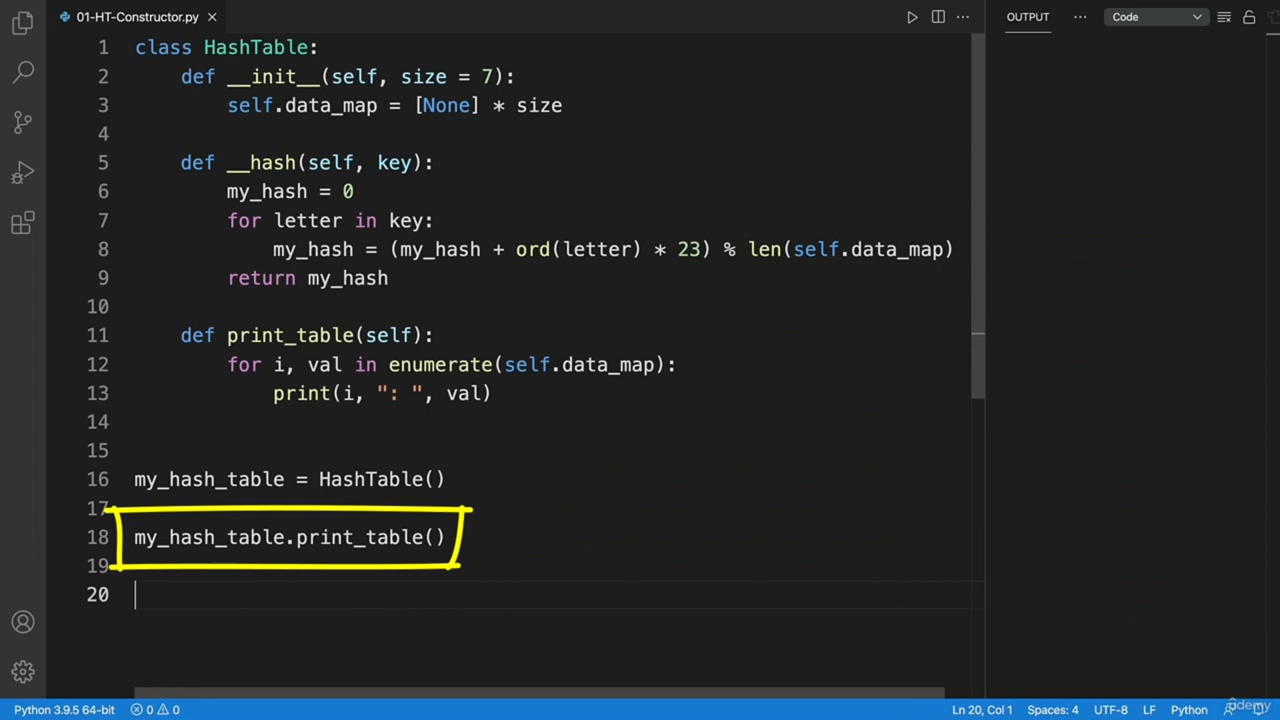 01-HT-Constructor.py
OUTPUT
Code
1 class HashTable:
2     def __init__(self, size = 7):
3         self.data_map = [None] * size
4
5     def __hash(self, key):
6         my_hash = 0
7         for letter in key:
8             my_hash = (my_hash + ord(letter) * 23) % len(self.data_map)
9         return my_hash
10
11     def print_table(self):
12         for i, val in enumerate(self.data_map):
13             print(i, ": ", val)
14
15
16 my_hash_table = HashTable()
17
18 my_hash_table.print_table()
19
20
Python 3.9.5 64-bit 0 0 Ln 20, Col 1 Spaces: 4 UTF-8 LF Python
ûdemy